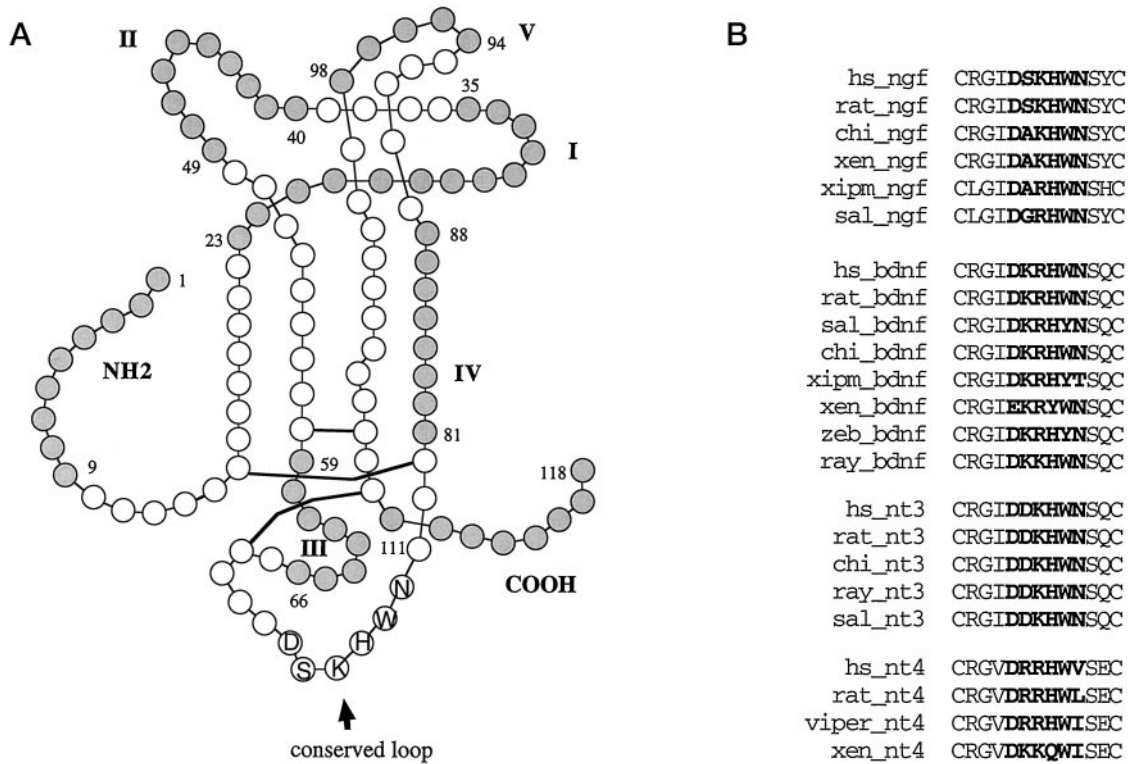 A
II
V
94
98
35
40
I
49
23
88
1
NH2
IV
81
59
9
118
III
111
66
COOH
N
W
H
D
S
K
conserved loop
B
hs_ngf CRGIDSKHWNSYC
rat_ngf CRGIDSKHWNSYC
chi_ngf CRGIDAKHWNSYC
xen_ngf CRGIDAKHWNSYC
xipm_ngf CLGIDARHWNSHC
sal_ngf CLGIDGRHWNSYC
hs_bdnf CRGIDKRHWNSQC
rat_bdnf CRGIDKRHWNSQC
sal_bdnf CRGIDKRHYNSQC
chi_bdnf CRGIDKRHWNSQC
xipm_bdnf CRGIDKRHYTSQC
xen_bdnf CRGIEKRYWNSQC
zeb_bdnf CRGIDKRHYNSQC
ray_bdnf CRGIDKKHWNSQC
hs_nt3 CRGIDDKHWNSQC
rat_nt3 CRGIDDKHWNSQC
chi_nt3 CRGIDDKHWNSQC
ray_nt3 CRGIDDKHWNSQC
sal_nt3 CRGIDDKHWNSQC
hs_nt4 CRGVDRRHWVSEC
rat_nt4 CRGVDRRHWLSEC
viper_nt4 CRGVDRRHWISEC
xen_nt4 CRGVDKKQWISEC